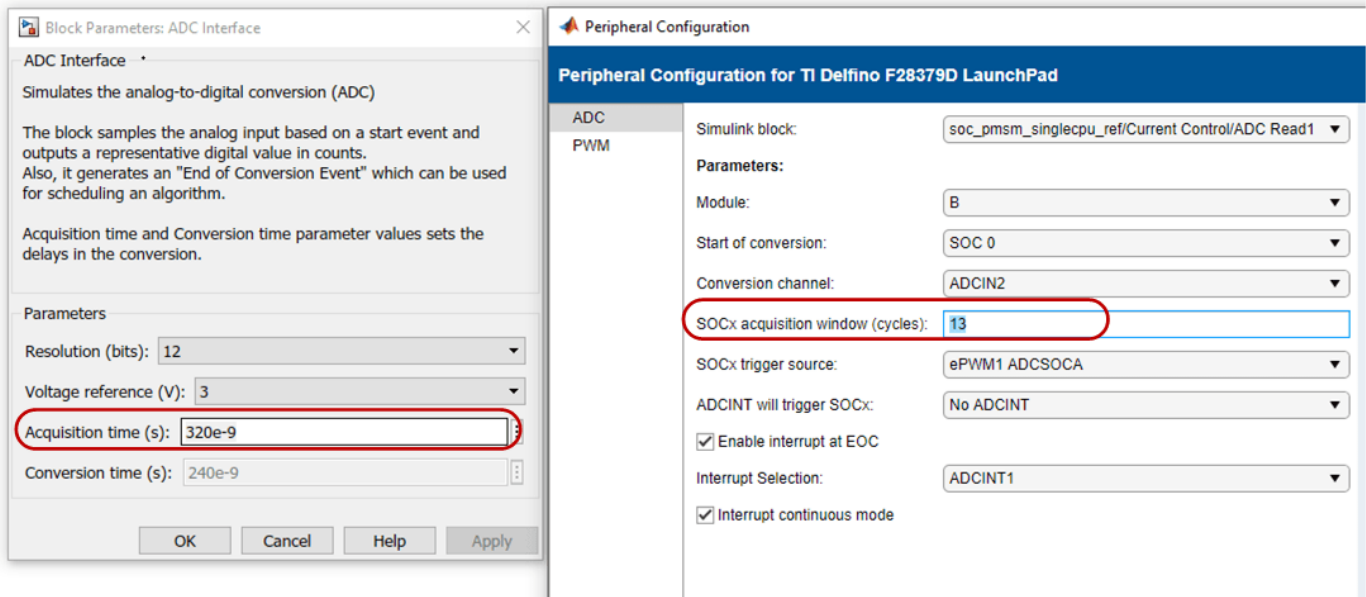 Block Parameters: ADC Interface
ADC Interface
Simulates the analog-to-digital conversion (ADC)
The block samples the analog input based on a start event and
outputs a representative digital value in counts.
Also, it generates an "End of Conversion Event" which can be used
for scheduling an algorithm.
Acquisition time and Conversion time parameter values sets the
delays in the conversion.
Parameters
Resolution (bits): 12
Voltage reference (V): 3
Acquisition time (s): 320e-9
Conversion time (s): 240e-9
OK Cancel Help Apply
Peripheral Configuration
Peripheral Configuration for TI Delfino F28379D LaunchPad
ADC
PWM
Simulink block: soc_pmsm_singlecpu_ref/Current Control/ADC Read1
Parameters:
Module: B
Start of conversion: SOC 0
Conversion channel: ADCIN2
SOCx acquisition window (cycles): 13
SOCx trigger source: ePWM1 ADCSOCA
ADCINT will trigger SOCx: No ADCINT
Enable interrupt at EOC
Interrupt Selection: ADCINT1
Interrupt continuous mode